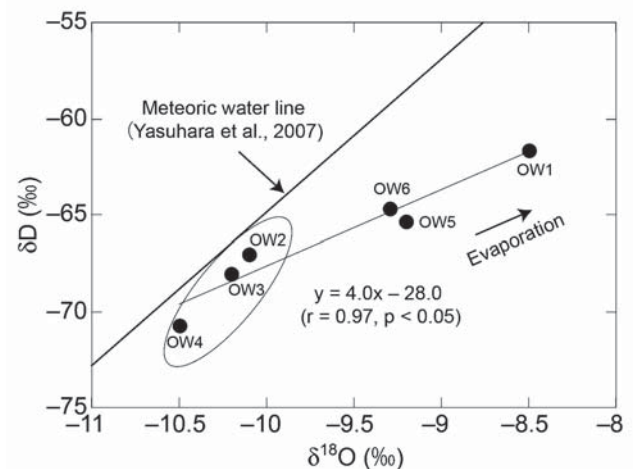 −55
−60
−65
−70
−75
δD (‰)
Meteoric water line
(Yasuhara et al., 2007)
OW1
OW6
OW5
Evaporation
OW2
OW3
OW4
y = 4.0x − 28.0
(r = 0.97, p < 0.05)
−11 −10.5 −10 −9.5 −9 −8.5 −8
δ¹⁸O (‰)